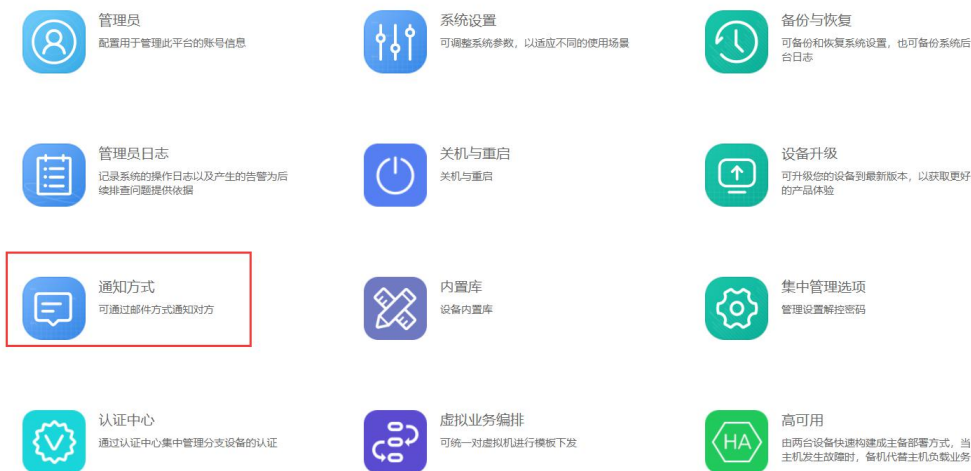 管理员
配置用于管理此平台的账号信息
系统设置
可调整系统参数，以适应不同的使用场景
备份与恢复
可备份和恢复系统设置，也可备份系统后
台日志
管理员日志
记录系统的操作日志以及产生的告警为后
续排查问题提供依据
关机与重启
关机与重启
设备升级
可升级您的设备到最新版本，以获取更好
的产品体验
通知方式
可通过邮件方式通知对方
内置库
设备内置库
集中管理选项
管理设置解控密码
认证中心
通过认证中心集中管理分支设备的认证
虚拟业务编排
可统一对虚拟机进行模板下发
HA
高可用
由两台设备快速构建成主备部署方式，当
主机发生故障时，备机代替主机负载业务